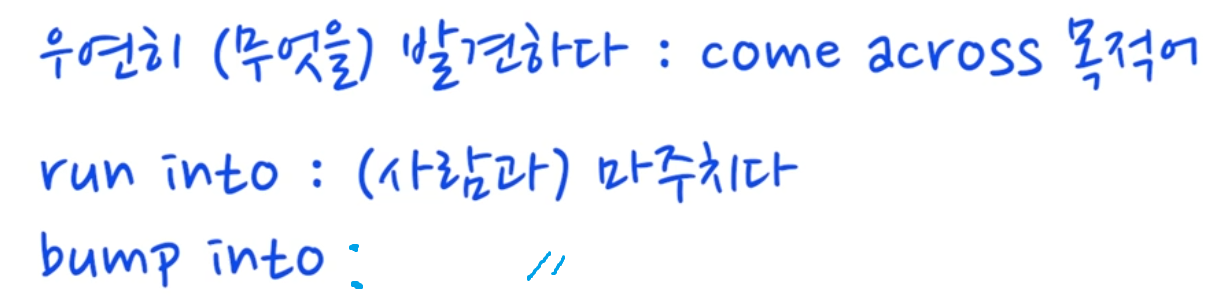 우연히 (무엇을) 발견하다 : come across 목적어
run into : (사람과) 마주치다
bump into : 〃